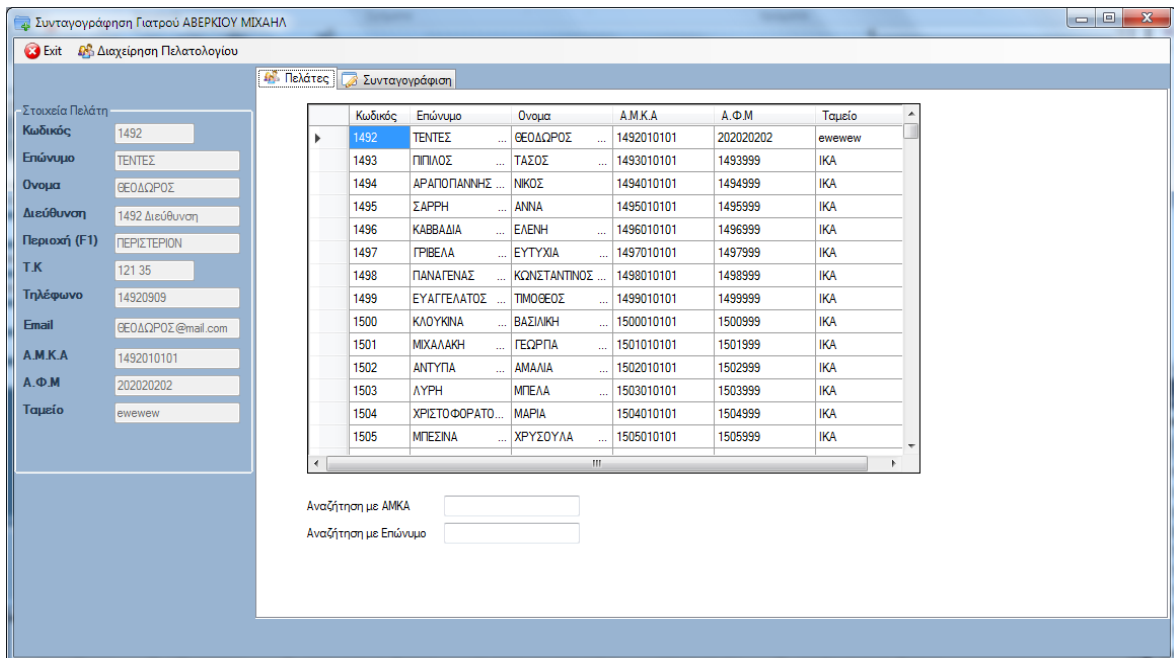 Συνταγογράφηση Γιατρού ΑΒΕΡΚΙΟΥ ΜΙΧΑΗΛ
Exit Διαχείρηση Πελατολογίου
Πελάτες Συνταγογράφιση
Στοιχεία Πελάτη
Κωδικός 1492
Επώνυμο ΤΕΝΤΕΣ
Ονομα ΘΕΟΔΩΡΟΣ
Διεύθυνση 1492 Διεύθυνση
Περιοχή (F1) ΠΕΡΙΣΤΕΡΙΟΝ
Τ.Κ 121 35
Τηλέφωνο 14920909
Email ΘΕΟΔΩΡΟΣ@mail.com
Α.Μ.Κ.Α 1492010101
Α.Φ.Μ 202020202
Ταμείο ewewew
Κωδικός Επώνυμο Ονομα Α.Μ.Κ.Α Α.Φ.Μ Ταμείο
1492 ΤΕΝΤΕΣ ... ΘΕΟΔΩΡΟΣ ... 1492010101 202020202 ewewew
1493 ΠΙΠΙΛΟΣ ... ΤΑΣΟΣ ... 1493010101 1493999 ΙΚΑ
1494 ΑΡΑΠΟΓΙΑΝΝΗΣ ... ΝΙΚΟΣ ... 1494010101 1494999 ΙΚΑ
1495 ΣΑΡΡΗ ... ΑΝΝΑ ... 1495010101 1495999 ΙΚΑ
1496 ΚΑΒΒΑΔΙΑ ... ΕΛΕΝΗ ... 1496010101 1496999 ΙΚΑ
1497 ΓΡΙΒΕΛΑ ... ΕΥΤΥΧΙΑ ... 1497010101 1497999 ΙΚΑ
1498 ΠΑΝΑΓΕΝΑΣ ... ΚΩΝΣΤΑΝΤΙΝΟΣ ... 1498010101 1498999 ΙΚΑ
1499 ΕΥΑΓΓΕΛΑΤΟΣ ... ΤΙΜΟΘΕΟΣ ... 1499010101 1499999 ΙΚΑ
1500 ΚΛΟΥΚΙΝΑ ... ΒΑΣΙΛΙΚΗ ... 1500010101 1500999 ΙΚΑ
1501 ΜΙΧΑΛΑΚΗ ... ΓΕΩΡΓΙΑ ... 1501010101 1501999 ΙΚΑ
1502 ΑΝΤΥΠΑ ... ΑΜΑΛΙΑ ... 1502010101 1502999 ΙΚΑ
1503 ΛΥΡΗ ... ΜΠΕΛΑ ... 1503010101 1503999 ΙΚΑ
1504 ΧΡΙΣΤΟΦΟΡΑΤΟ... ΜΑΡΙΑ ... 1504010101 1504999 ΙΚΑ
1505 ΜΠΕΣΙΝΑ ... ΧΡΥΣΟΥΛΑ ... 1505010101 1505999 ΙΚΑ
Αναζήτηση με ΑΜΚΑ
Αναζήτηση με Επώνυμο